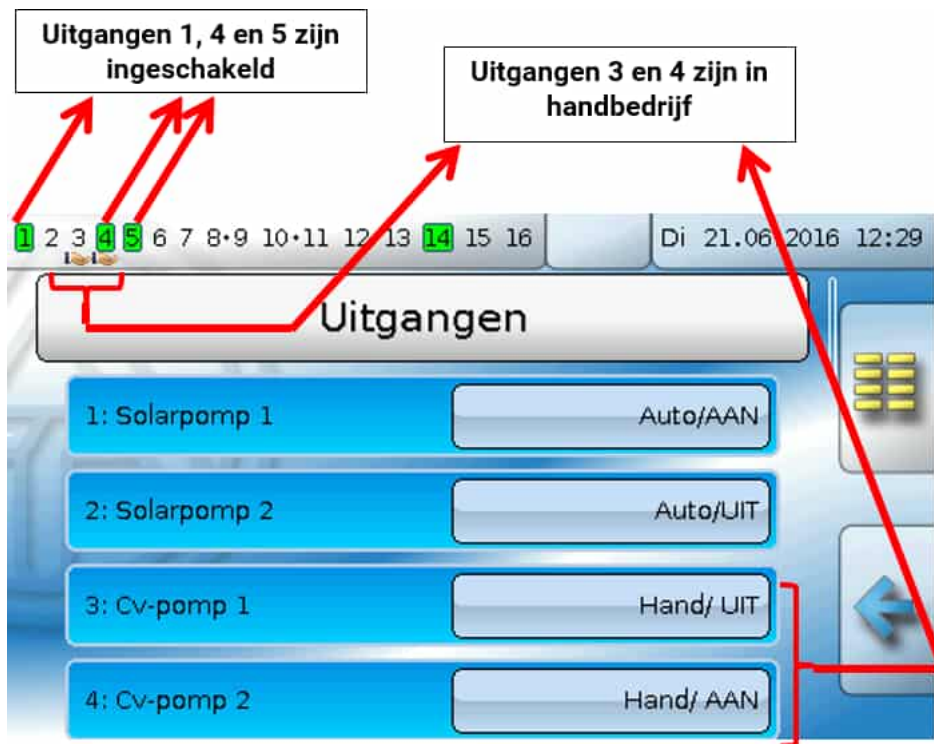 Uitgangen 1, 4 en 5 zijn
ingeschakeld
Uitgangen 3 en 4 zijn in
handbedrijf
1 2 3 4 5 6 7 8·9 10·11 12 13 14 15 16
Di 21.06.2016 12:29
Uitgangen
1: Solarpomp 1
Auto/AAN
2: Solarpomp 2
Auto/UIT
3: Cv-pomp 1
Hand/ UIT
4: Cv-pomp 2
Hand/ AAN